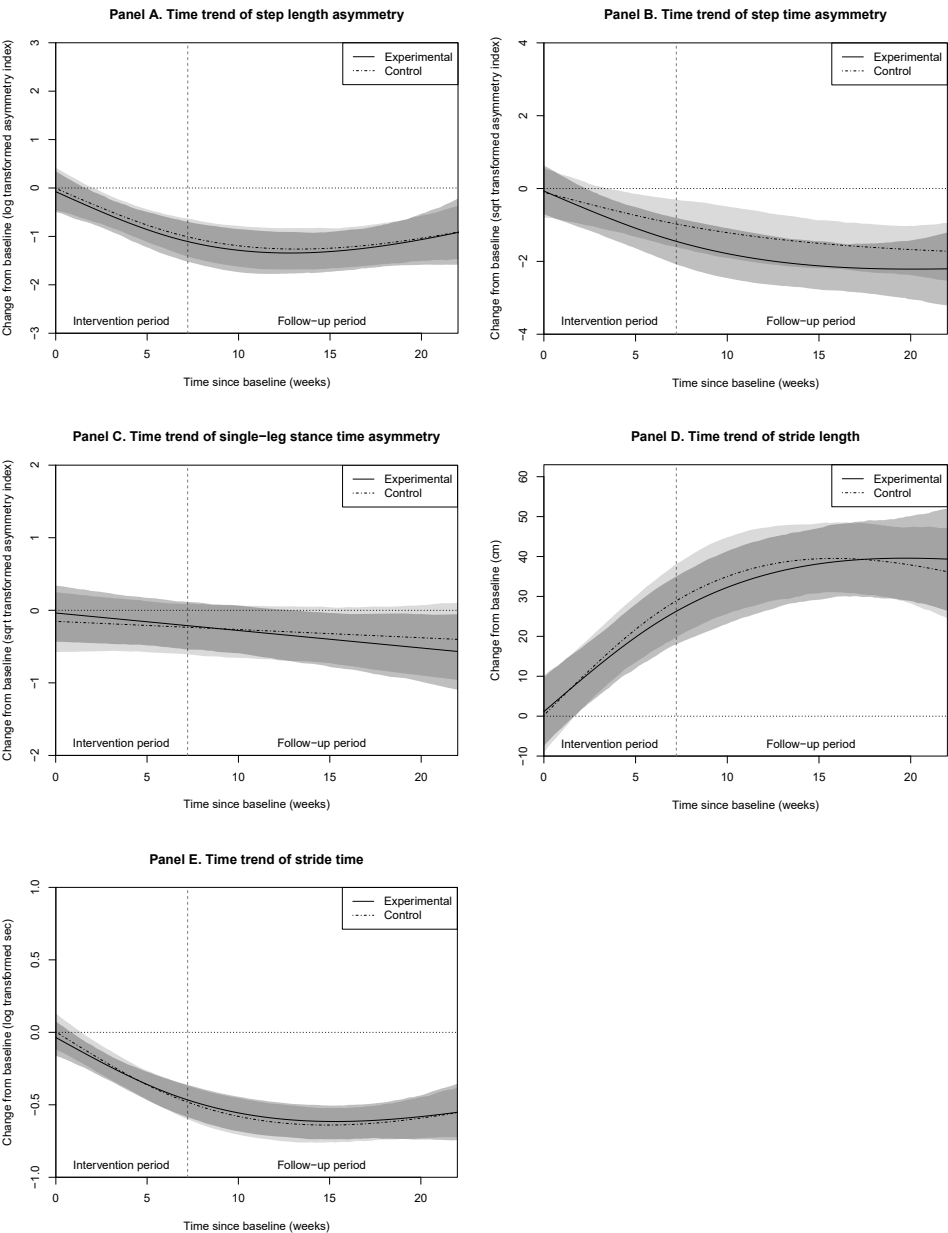 Panel A. Time trend of step length asymmetry
Change from baseline (log transformed asymmetry index)
3
2
1
0
−1
−2
−3
Experimental
Control
Intervention period
Follow−up period
0 5 10 15 20
Time since baseline (weeks)
Panel B. Time trend of step time asymmetry
Change from baseline (sqrt transformed asymmetry index)
4
2
0
−2
−4
Experimental
Control
Intervention period
Follow−up period
0 5 10 15 20
Time since baseline (weeks)
Panel C. Time trend of single−leg stance time asymmetry
Change from baseline (sqrt transformed asymmetry index)
2
1
0
−1
−2
Experimental
Control
Intervention period
Follow−up period
0 5 10 15 20
Time since baseline (weeks)
Panel D. Time trend of stride length
Change from baseline (cm)
60
50
40
30
20
10
0
−10
Experimental
Control
Intervention period
Follow−up period
0 5 10 15 20
Time since baseline (weeks)
Panel E. Time trend of stride time
Change from baseline (log transformed sec)
1.0
0.5
0.0
−0.5
−1.0
Experimental
Control
Intervention period
Follow−up period
0 5 10 15 20
Time since baseline (weeks)